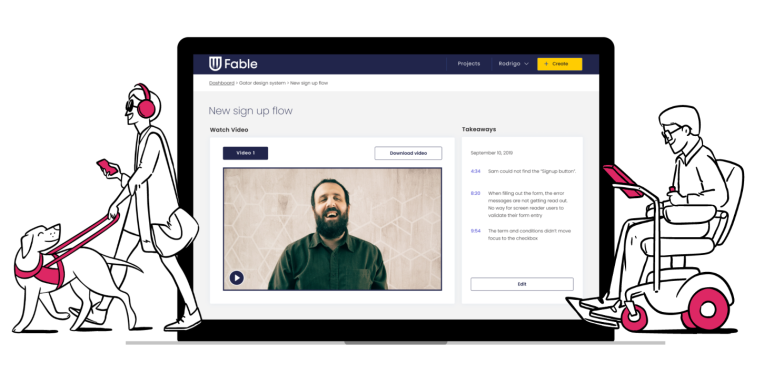 Fable
Projects
Rodrigo
+ Create
Dashboard > Gator design system > New sign up flow
New sign up flow
Watch Video
Takeaways
Video 1
Download video
September 10, 2019
4:34 Sam could not find the "Signup button".
6:20 When filling out the form, the error
messages are not getting read out.
No way for screen reader users to
validate their form entry
9:54 The term and conditions didn't move
focus to the checkbox
Edit